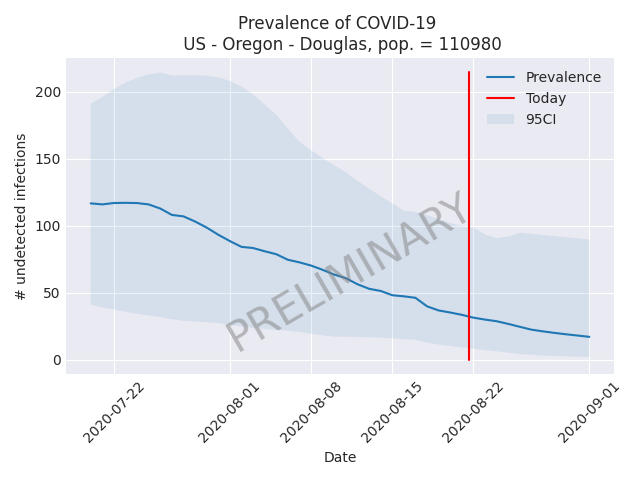 Prevalence of COVID-19
US - Oregon - Douglas, pop. = 110980
Prevalence
Today
95CI
200
150
100
50
0
# undetected infections
PRELIMINARY
2020-07-22
2020-08-01
2020-08-08
2020-08-15
2020-08-22
2020-09-01
Date